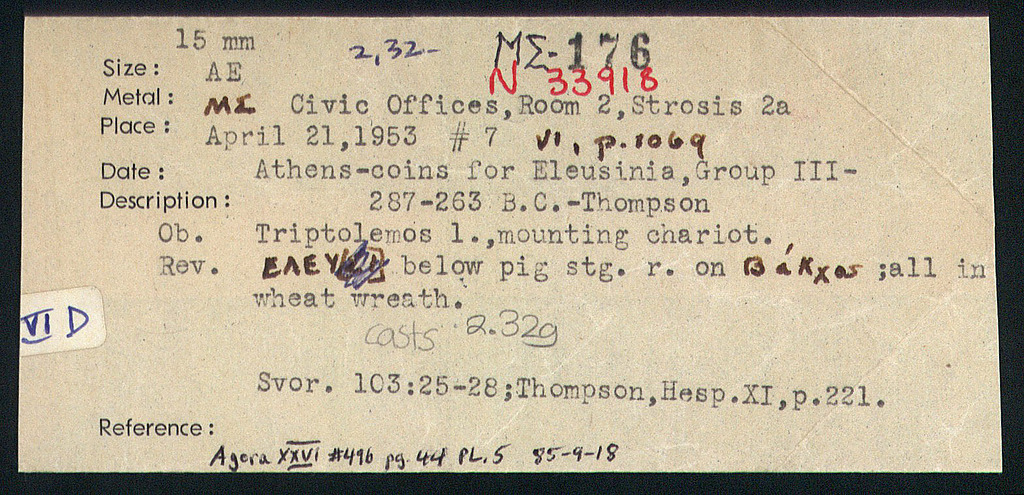 15 mm 2,32- ΜΣ-176
Size: AE N 33918
Metal: ΜΣ Civic Offices,Room 2,Strosis 2a
Place: April 21,1953 # 7 VI, p.1069
Date: Athens-coins for Eleusinia,Group III-
Description: 287-263 B.C.-Thompson
Ob. Triptolemos l.,mounting chariot.,
Rev. ΕΛΕΥ below pig stg. r. on Βάκχος ;all in
wheat wreath.
VI D
casts 2.32g
Svor. 103:25-28;Thompson,Hesp.XI,p.221.
Reference:
Agora XXVI #496 pg. 44 PL.5 85-9-18